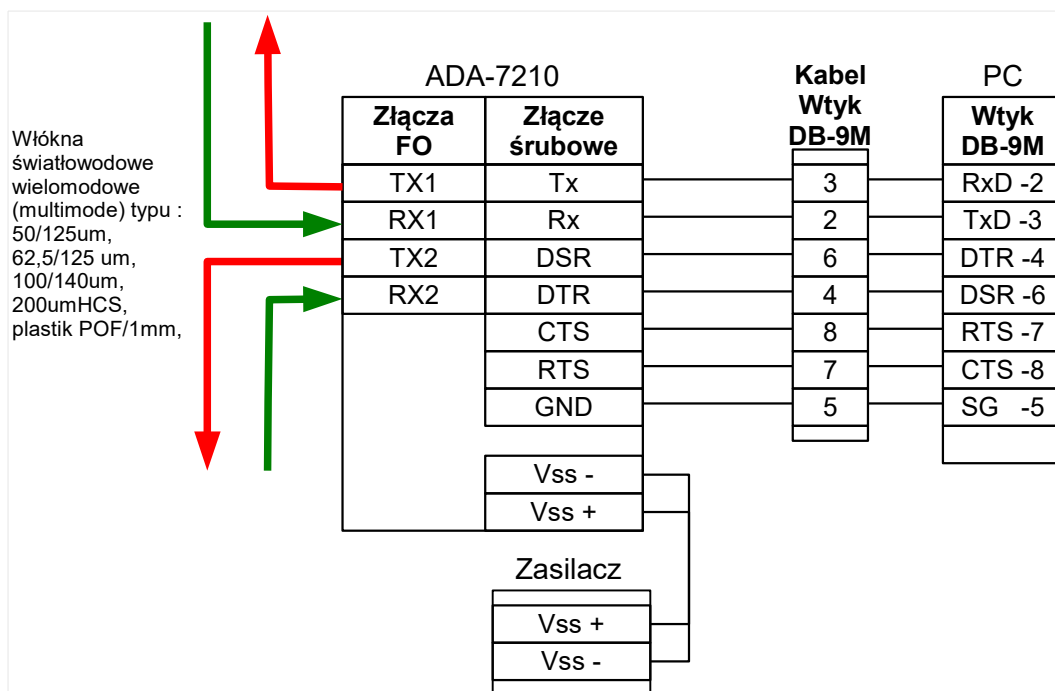 ADA-7210
Kabel
Wtyk
DB-9M
PC
Złącza
FO
Złącze
śrubowe
Wtyk
DB-9M
Włókna
światłowodowe
wielomodowe
(multimode) typu :
50/125um,
62,5/125 um,
100/140um,
200umHCS,
plastik POF/1mm,
TX1 Tx 3 RxD -2
RX1 Rx 2 TxD -3
TX2 DSR 6 DTR -4
RX2 DTR 4 DSR -6
CTS 8 RTS -7
RTS 7 CTS -8
GND 5 SG -5
Vss -
Vss +
Zasilacz
Vss +
Vss -